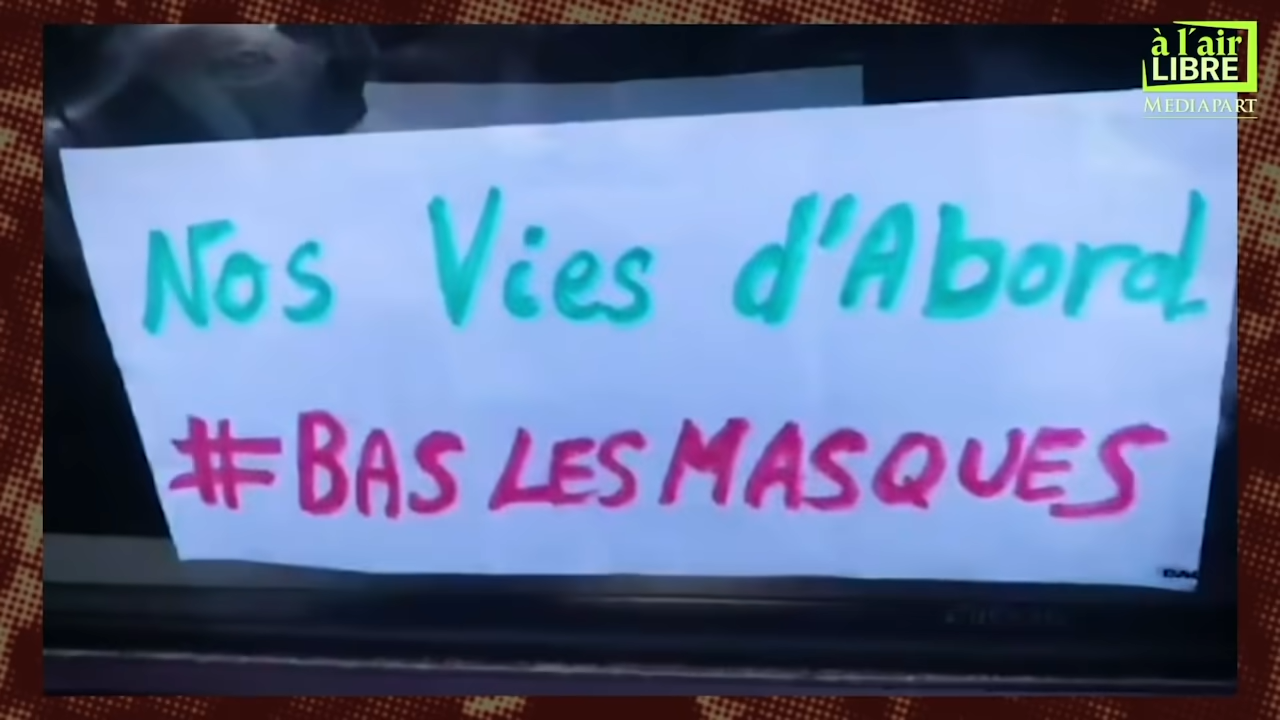 à l'air
LIBRE
MEDIAPART
Nos Vies d'Abord
#BAS LES MASQUES